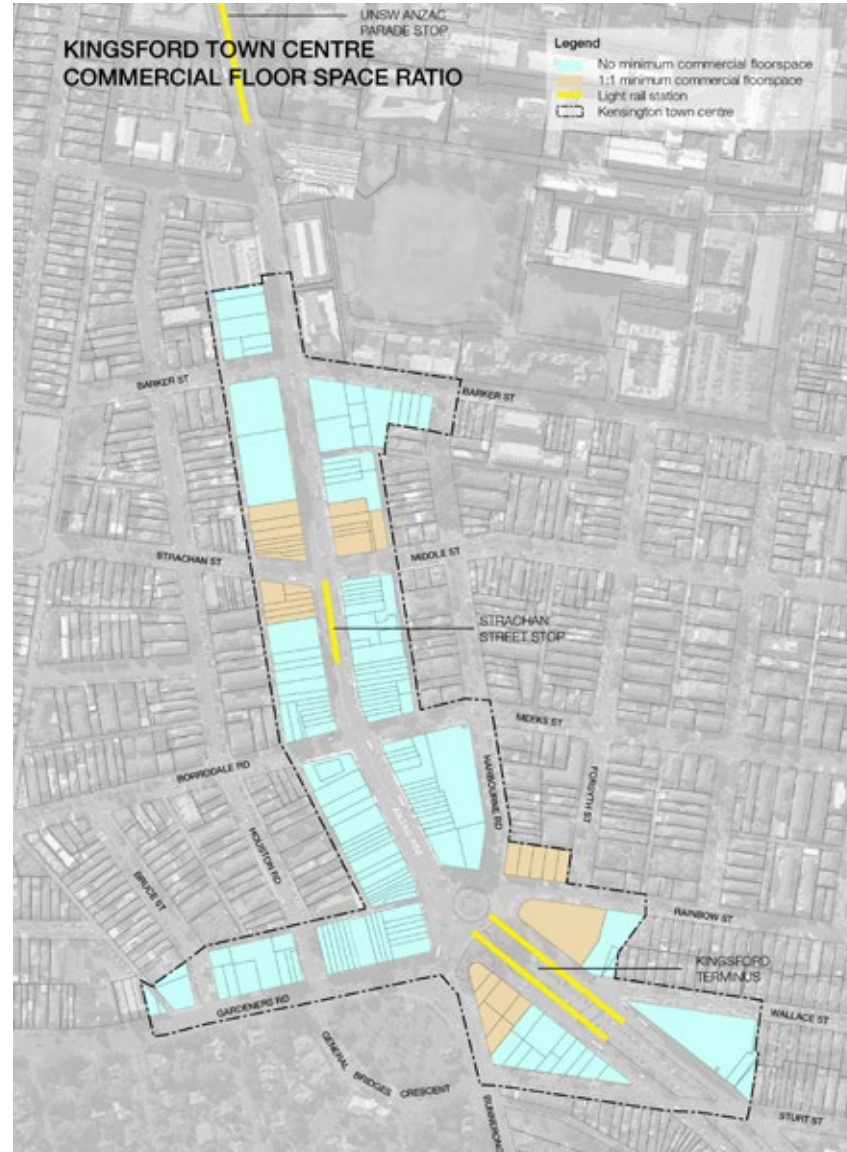 UNSW ANZAC
PARADE STOP
KINGSFORD TOWN CENTRE
COMMERCIAL FLOOR SPACE RATIO
Legend
No minimum commercial floorspace
1:1 minimum commercial floorspace
Light rail station
Kensington town centre
BARKER ST
BARKER ST
STRACHAN ST
MIDDLE ST
STRACHAN
STREET STOP
MEEKS ST
BORRODALE RD
HARBOURNE RD
FORSYTH ST
HOUSTON RD
BRUCE ST
RAINBOW ST
KINGSFORD
TERMINUS
GARDENERS RD
WALLACE ST
GENERAL BRIDGES CRESCENT
STURT ST